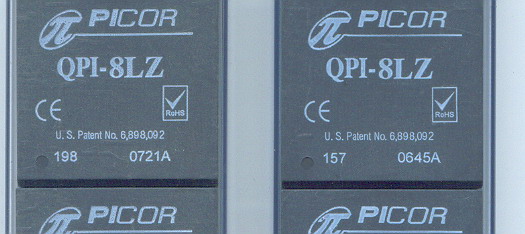 PICOR
QPI-8LZ
CE
RoHS
U. S. Patent No. 6,898,092
198 0721A
PICOR
PICOR
QPI-8LZ
CE
RoHS
U. S. Patent No. 6,898,092
157 0645A
PICOR